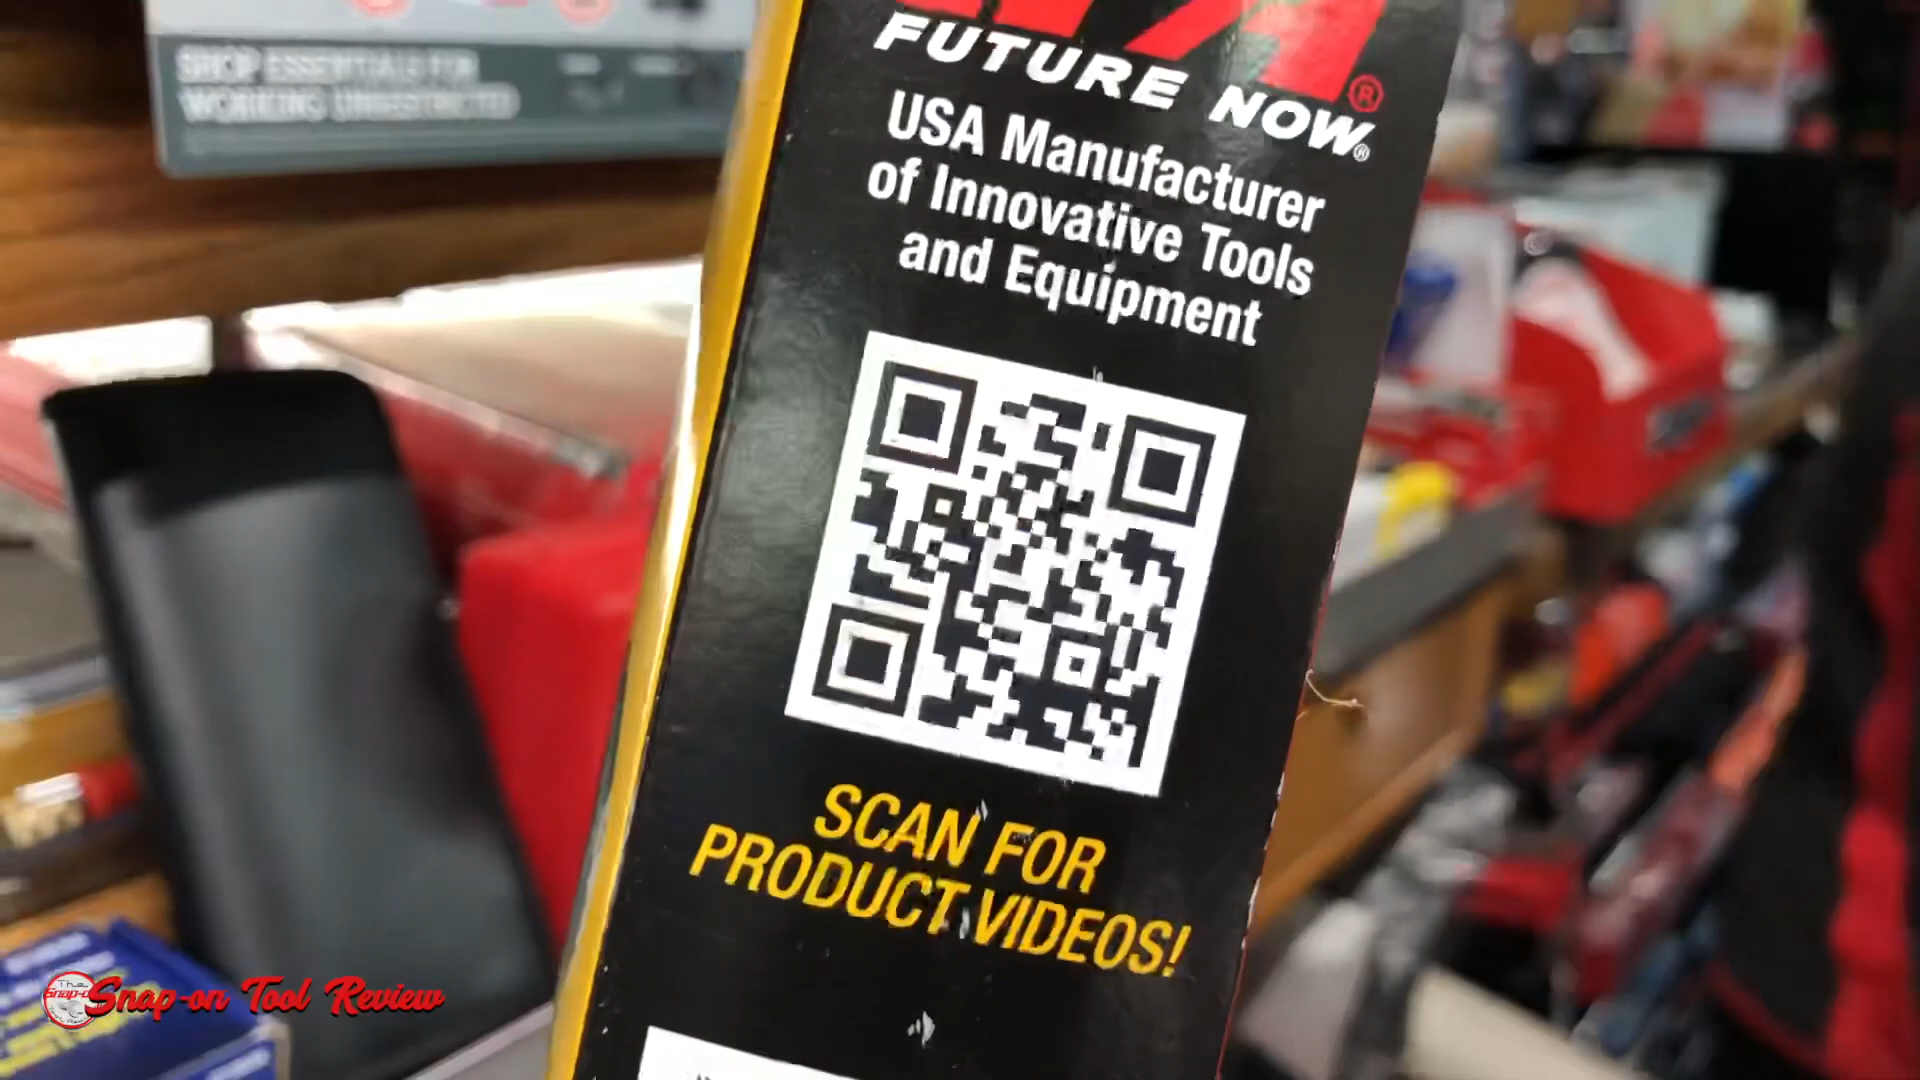 SHOP ESSENTIALS FOR
WORKING UNRESTRICTED
FUTURE NOW®
®
USA Manufacturer
of Innovative Tools
and Equipment
SCAN FOR
PRODUCT VIDEOS!
The
Snap-on Tool Review